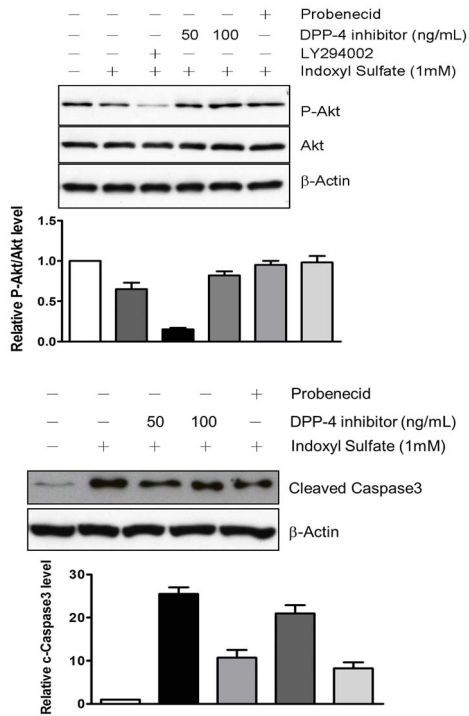 − − − − − + Probenecid
− − − 50 100 − DPP-4 inhibitor (ng/mL)
− − + − − − LY294002
− + + + + + Indoxyl Sulfate (1mM)
P-Akt
Akt
β-Actin
Relative P-Akt/Akt level
1.5
1.0
0.5
0.0
− − − − + Probenecid
− − 50 100 − DPP-4 inhibitor (ng/mL)
− + + + + Indoxyl Sulfate (1mM)
Cleaved Caspase3
β-Actin
Relative c-Caspase3 level
30
20
10
0